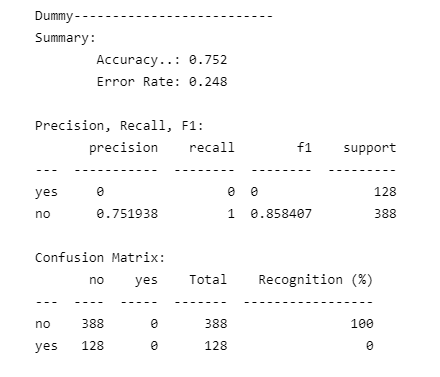 Dummy-------------------------
Summary:
        Accuracy..: 0.752
        Error Rate: 0.248
Precision, Recall, F1:
       precision    recall        f1    support
---  -----------  --------  --------  ---------
yes     0                0  0               128
no      0.751938         1  0.858407        388
Confusion Matrix:
       no    yes    Total    Recognition (%)
---  ----  -----  -------  -----------------
no    388      0      388                100
yes   128      0      128                  0